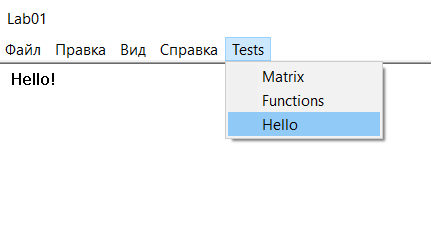 Lab01
Файл Правка Вид Справка Tests
Hello!
Matrix
Functions
Hello